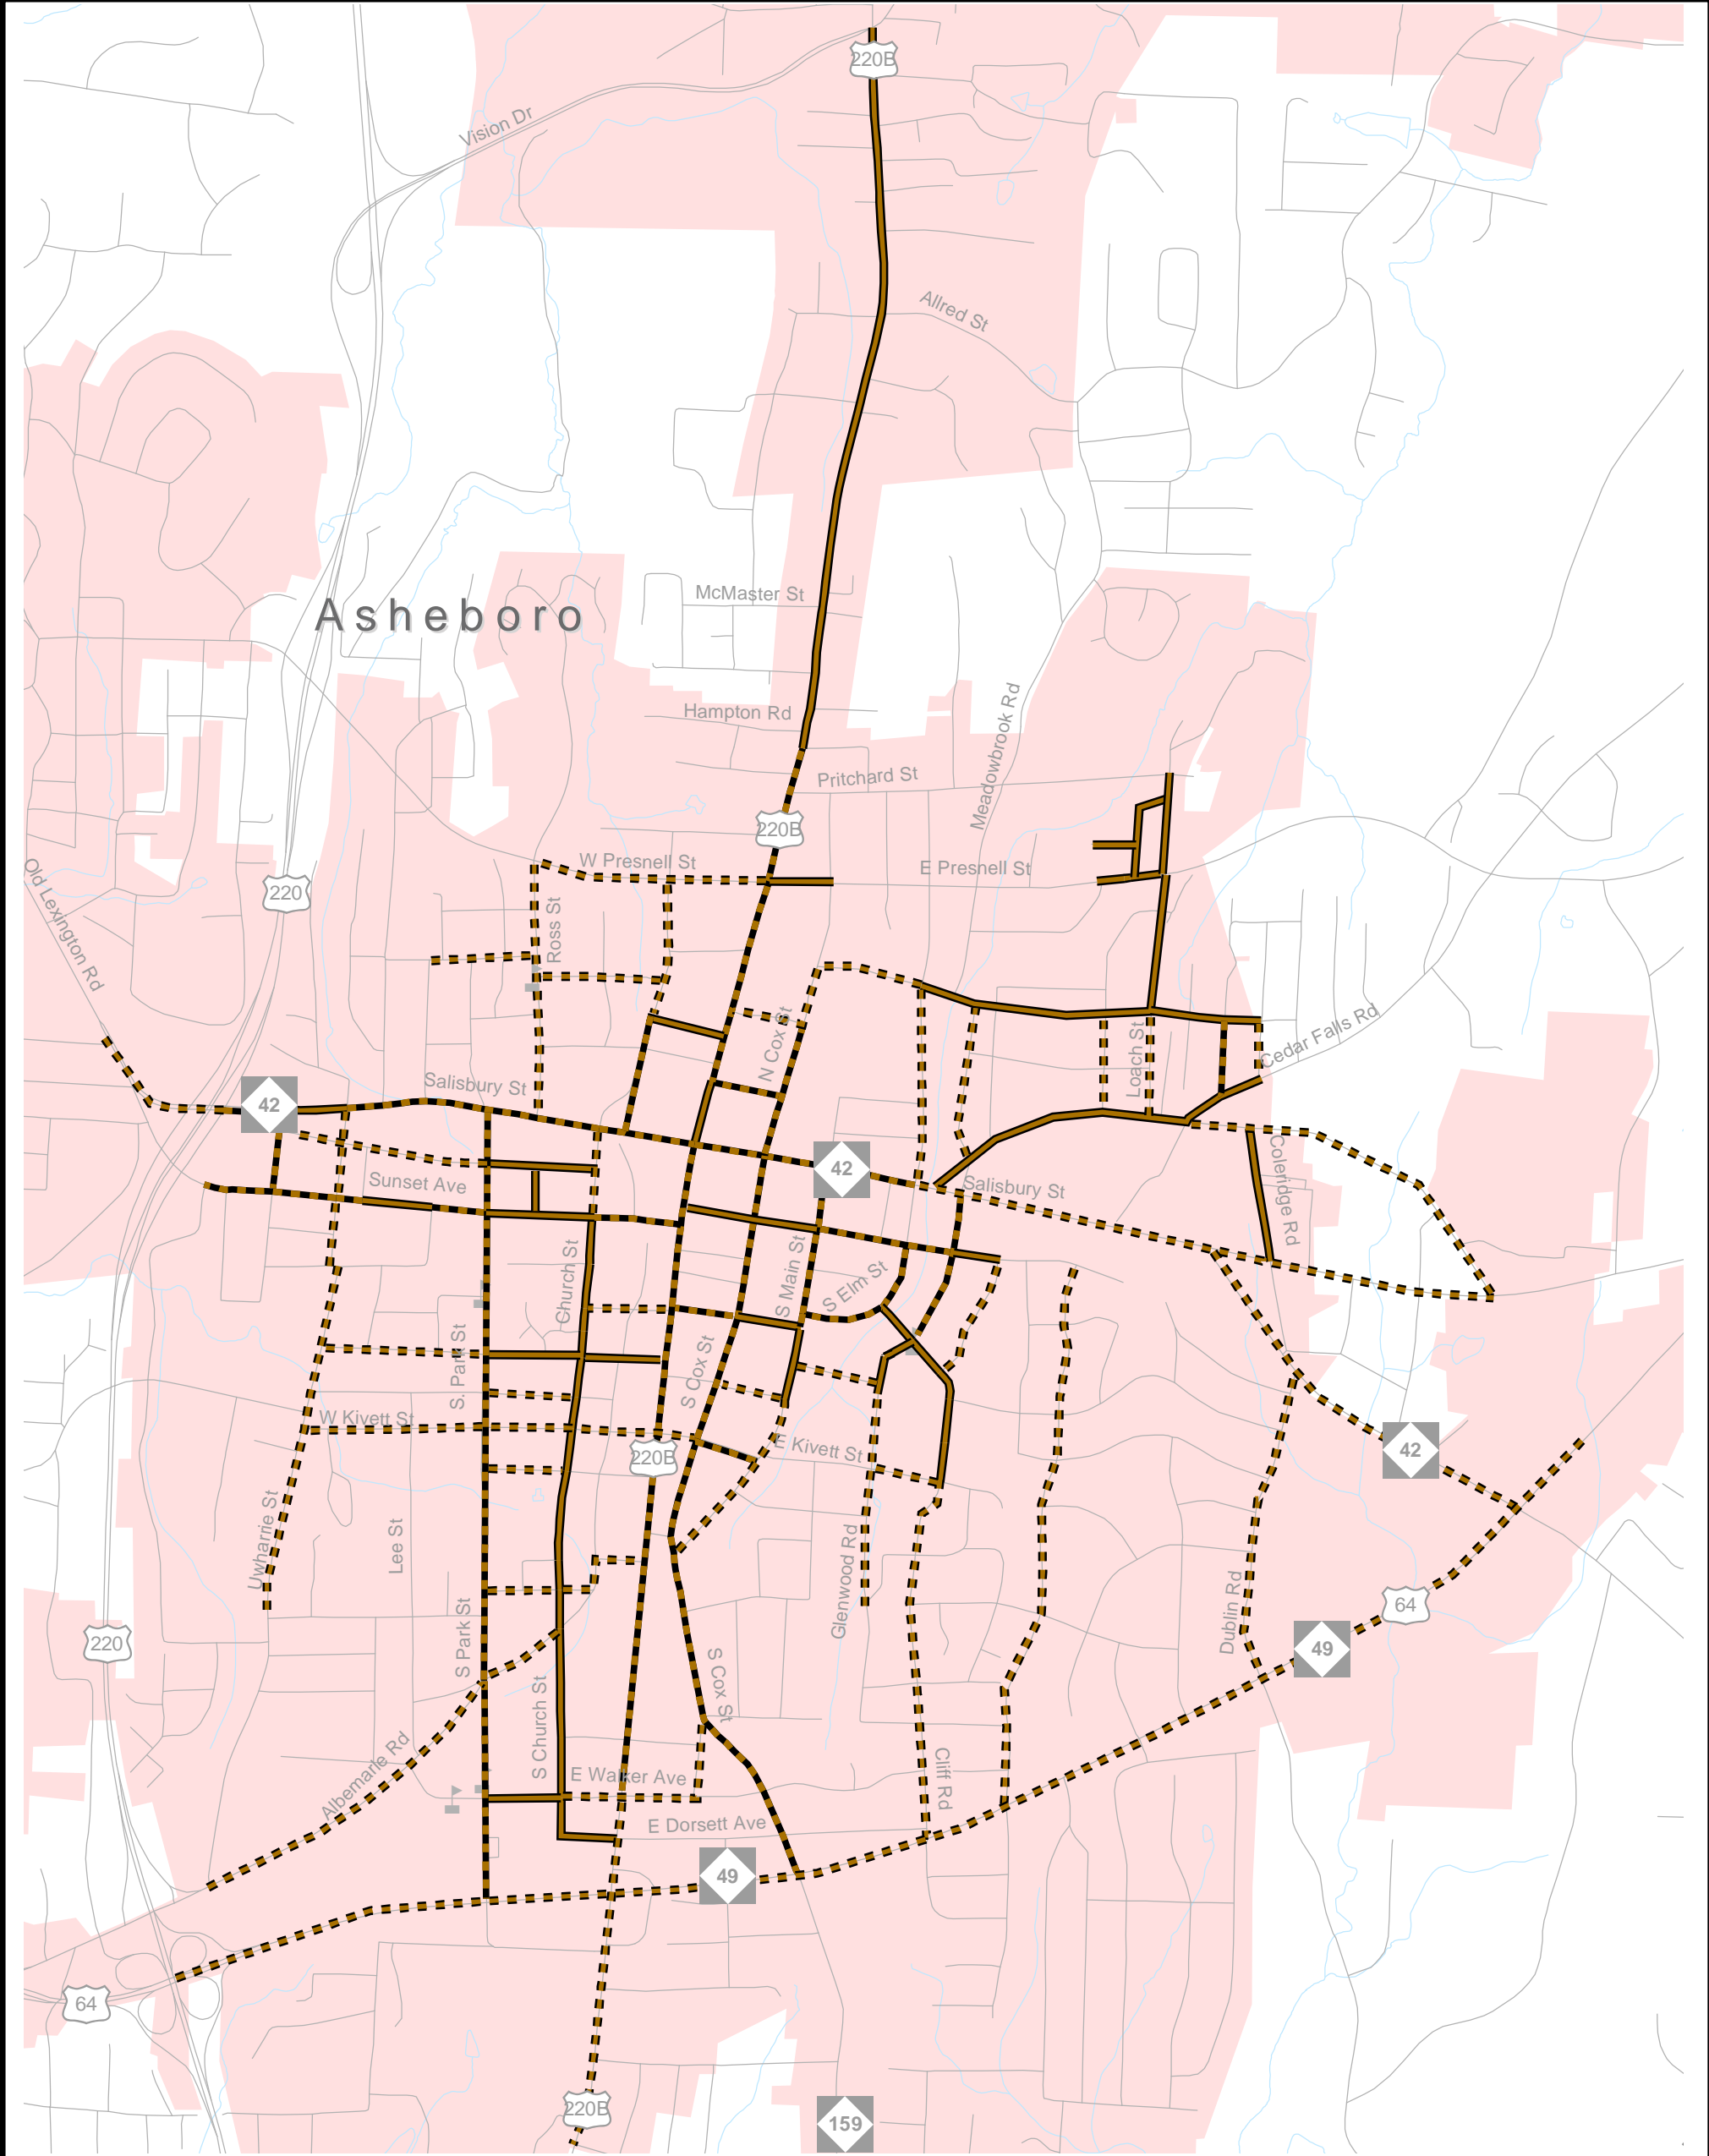 220B
Vision Dr
Allred St
McMaster St
Asheboro
Hampton Rd
Meadowbrook Rd
Pritchard St
220B
W Presnell St
E Presnell St
Old Lexington Rd
220
Ross St
N Cox St
Loach St
Cedar Falls Rd
Salisbury St
42
42
Sunset Ave
Salisbury St
Coleridge Rd
Church St
S Main St
S Elm St
S. Park St
S Cox St
W Kivett St
E Kivett St
220B
42
Uwharrie St
Lee St
Glenwood Rd
Dublin Rd
64
220
49
S Park St
S Church St
S Cox St
Albemarle Rd
E Walker Ave
Cliff Rd
E Dorsett Ave
49
64
220B
159